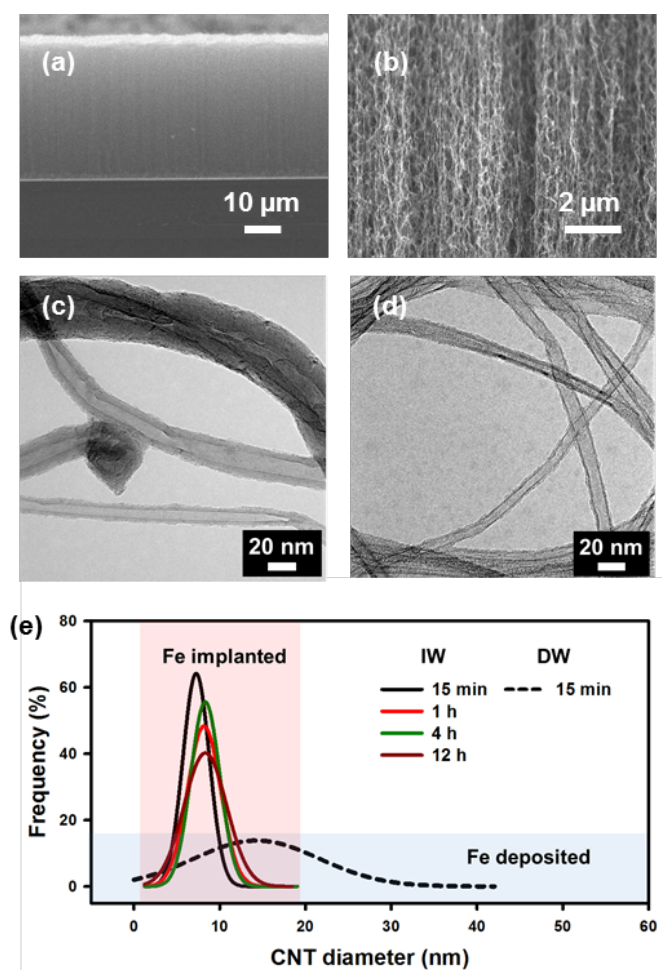 (a)
10 µm
(b)
2 µm
(c)
20 nm
(d)
20 nm
(e)
80
60
40
20
0
Frequency (%)
Fe implanted
IW
DW
15 min
15 min
1 h
4 h
12 h
Fe deposited
0
10
20
30
40
50
60
CNT diameter (nm)